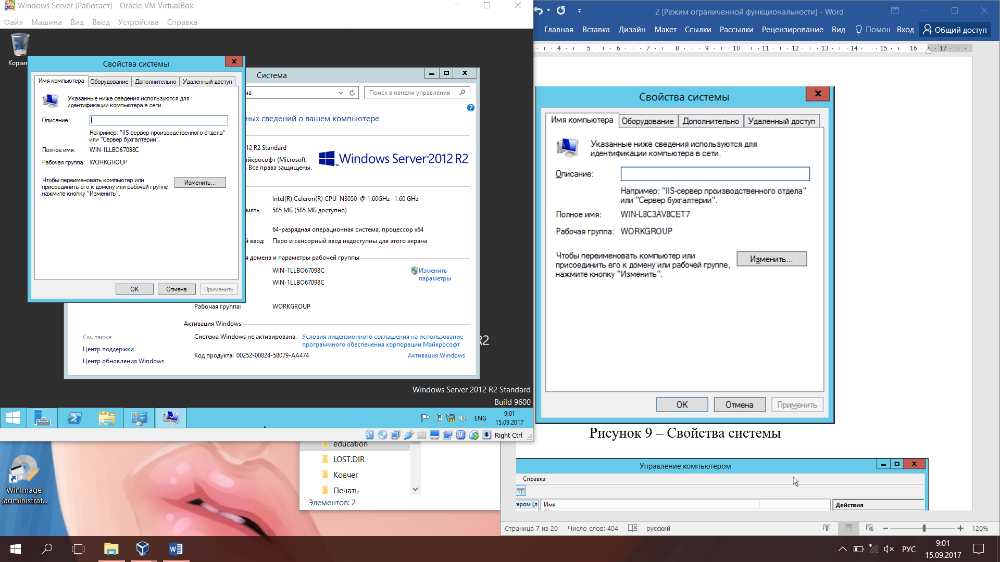 Windows Server [Работает] - Oracle VM VirtualBox
Файл Машина Вид Ввод Устройства Справка
Свойства системы
Имя компьютера Оборудование Дополнительно Удаленный доступ
Указанные ниже сведения используются для
идентификации компьютера в сети.
Описание:
Например: "IIS-сервер производственного отдела"
или "Сервер бухгалтерии".
Полное имя: WIN-1LLBO67098C
Рабочая группа: WORKGROUP
Чтобы переименовать компьютер или
присоединить его к домену или рабочей группе,
нажмите кнопку "Изменить".
Изменить...
OK Отмена Применить
Система
Поиск в панели управления
ных сведений о вашем компьютере
12 R2 Standard
айкрософт (Microsoft
. Все права защищены.
Windows Server 2012 R2
Intel(R) Celeron(R) CPU N3050 @ 1.60GHz 1.60 GHz
мять 585 МБ (585 МБ доступно)
64-разрядная операционная система, процессор x64
й ввод: Перо и сенсорный ввод недоступны для этого экрана
я домена и параметры рабочей группы
WIN-1LLBO67098C
WIN-1LLBO67098C
Изменить
параметры
Рабочая группа: WORKGROUP
Активация Windows
Система Windows не активирована. Условия лицензионного соглашения на использование
программного обеспечения корпорации Майкрософт
Код продукта: 00252-00824-58079-AA474 Активация Windows
См. также
Центр поддержки
Центр обновления Windows
R2
Windows Server 2012 R2 Standard
Build 9600
ENG 9:01
15.09.2017
Right Ctrl
2 [Режим ограниченной функциональности] - Word
Главная Вставка Дизайн Макет Ссылки Рассылки Рецензирование Вид Помощ Вход Общий доступ
4 5 6 7 8 9 10 11 12 13 14 15 16 17
Свойства системы
Имя компьютера Оборудование Дополнительно Удаленный доступ
Указанные ниже сведения используются для
идентификации компьютера в сети.
Описание:
Например: "IIS-сервер производственного отдела"
или "Сервер бухгалтерии".
Полное имя: WIN-L8C3AV8CET7
Рабочая группа: WORKGROUP
Чтобы переименовать компьютер или
присоединить его к домену или рабочей группе,
нажмите кнопку "Изменить".
Изменить...
OK Отмена Применить
Рисунок 9 – Свойства системы
Управление компьютером
Справка
тером (л Имя Действия
Страница 7 из 20 Число слов: 404 русский 120%
education
LOST.DIR
Ковчег
Печать
Элементов: 2
WinImage
(administrat...
РУС 9:01
15.09.2017